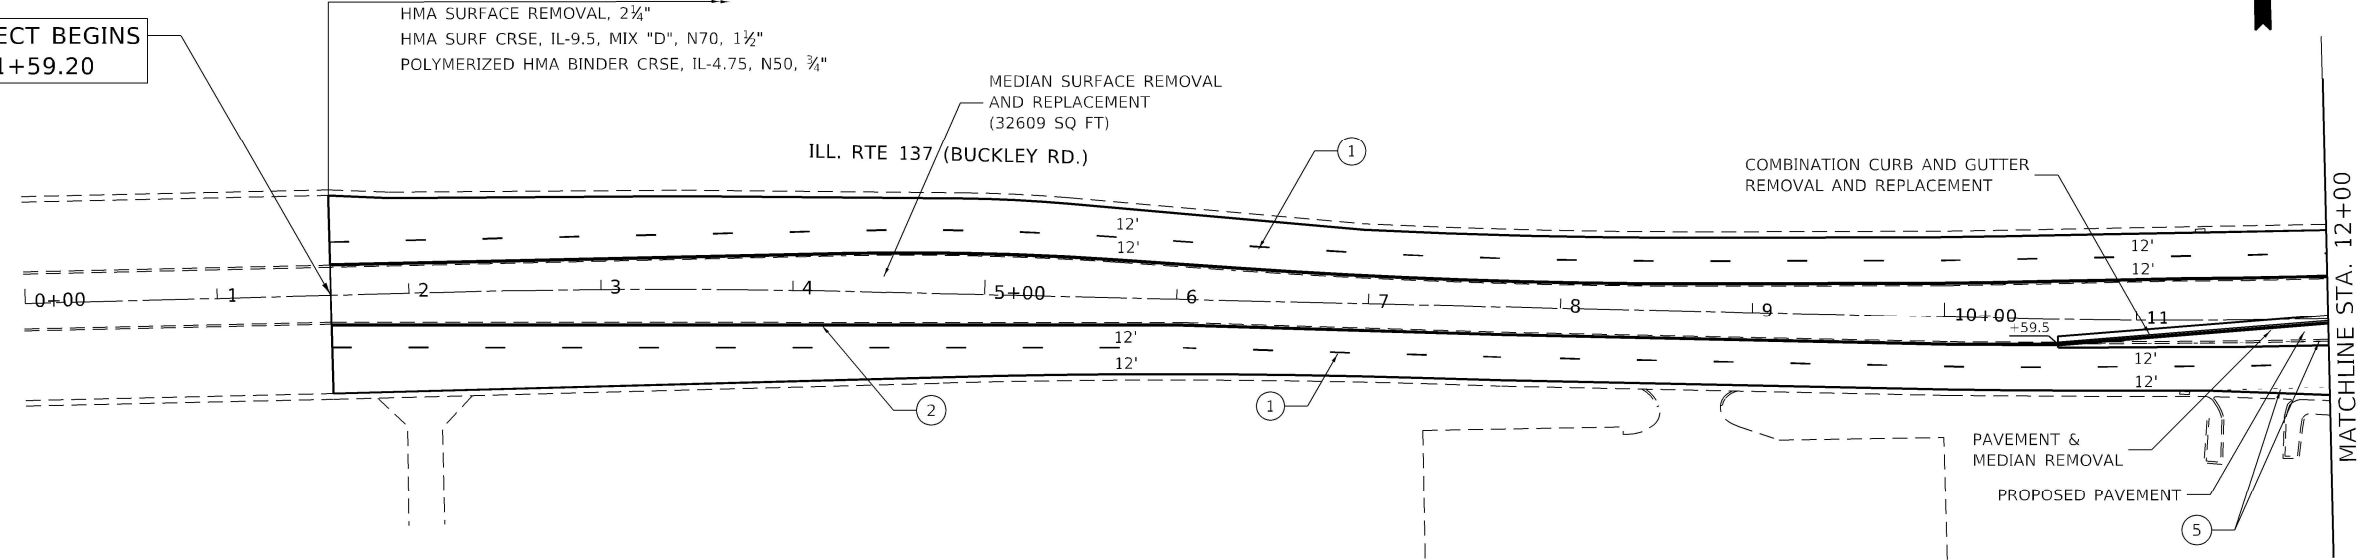 HMA SURFACE REMOVAL, 2¼"
HMA SURF CRSE, IL-9.5, MIX "D", N70, 1½"
POLYMERIZED HMA BINDER CRSE, IL-4.75, N50, ¾"
ECT BEGINS
1+59.20
MEDIAN SURFACE REMOVAL
AND REPLACEMENT
(32609 SQ FT)
ILL. RTE 137 (BUCKLEY RD.)
1
COMBINATION CURB AND GUTTER
REMOVAL AND REPLACEMENT
12'
12'
12'
12'
0+00
1
2
3
4
5+00
6
7
8
9
10+00
11
+59.5
12'
12'
12'
12'
2
1
PAVEMENT &
MEDIAN REMOVAL
PROPOSED PAVEMENT
5
MATCHLINE STA. 12+00